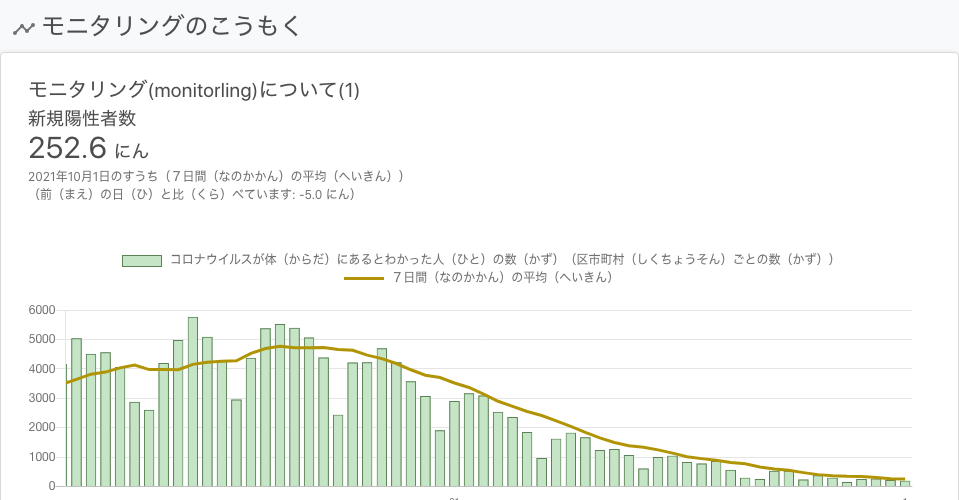 モニタリングのこうもく
モニタリング(monitorling)について(1)
新規陽性者数
252.6 にん
2021年10月1日のすうち（７日間（なのかかん）の平均（へいきん））
（前（まえ）の日（ひ）と比（くら）べています: -5.0 にん）
コロナウイルスが体（からだ）にあるとわかった人（ひと）の数（かず）（区市町村（しくちょうそん）ごとの数（かず））
７日間（なのかかん）の平均（へいきん）
6000
5000
4000
3000
2000
1000
0